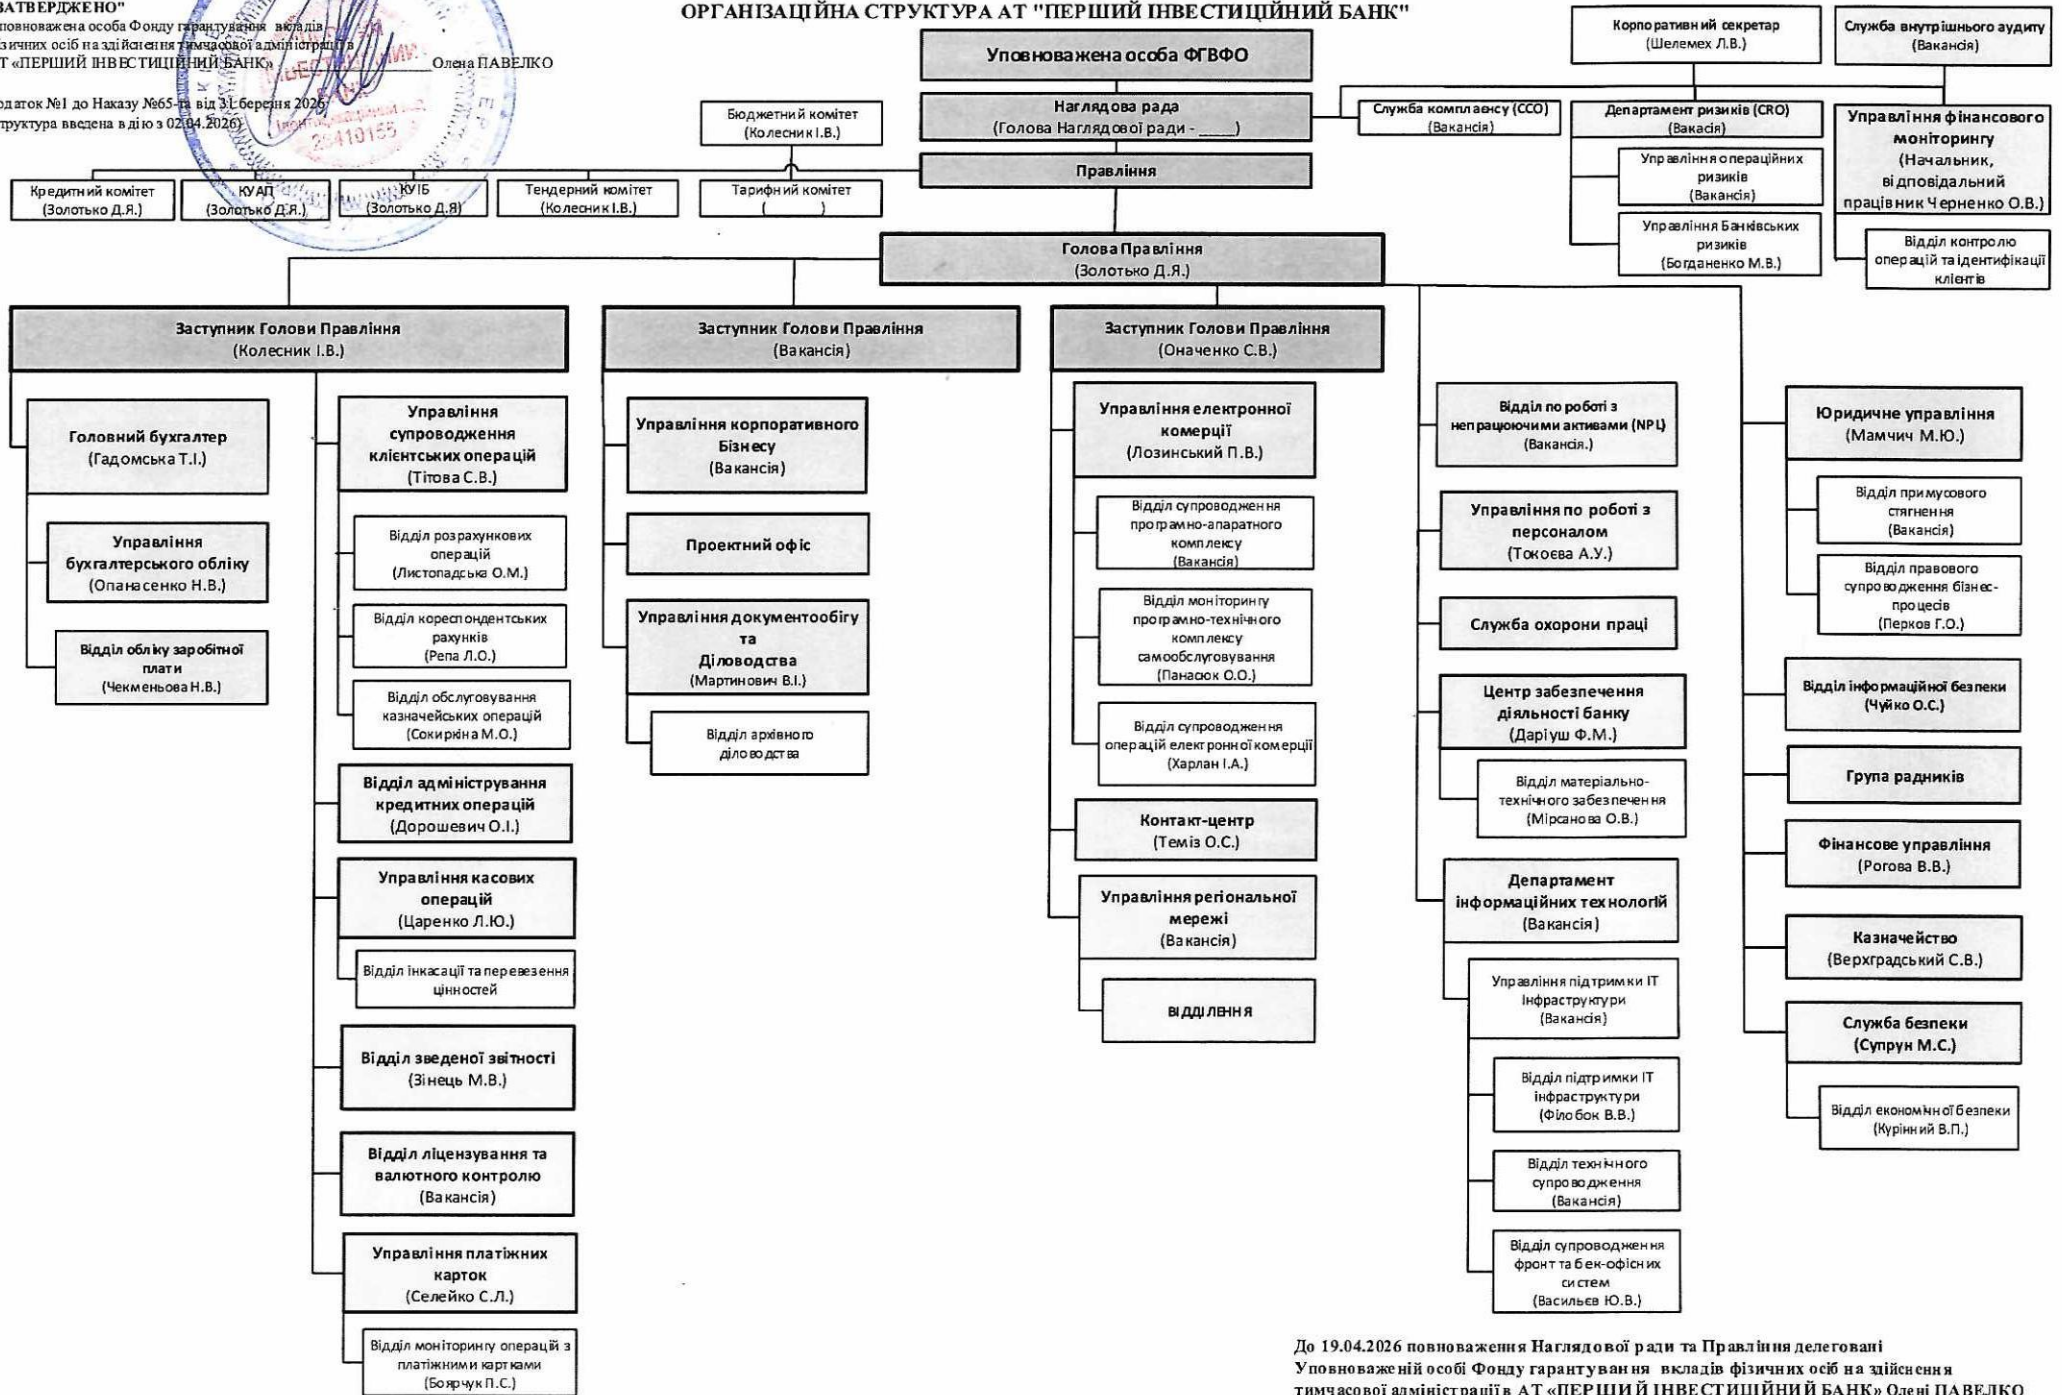 ЗАТВЕРДЖЕНО"
повноважена особа Фонду гарантування вкладів
зичних осіб на здійснення тимчасової адміністрації в
Т «ПЕРШИЙ ІНВЕСТИЦІЙНИЙ БАНК» Олена ПАВЕЛКО
одаток №1 до Наказу №65-та від 31 березня 2026
труктура введена в дію з 02.04.2026)
26410155
ОРГАНІЗАЦІЙНА СТРУКТУРА АТ "ПЕРШИЙ ІНВЕСТИЦІЙНИЙ БАНК"
Уповноважена особа ФГВФО
Наглядова рада
(Голова Наглядової ради - ____)
Правління
Бюджетний комітет
(Колесник І.В.)
Кредитний комітет
(Золотько Д.Я.)
КУАП
(Золотько Д.Я.)
КУІБ
(Золотько Д.Я)
Тендерний комітет
(Колесник І.В.)
Тарифний комітет
( )
Корпоративний секретар
(Шелемех Л.В.)
Служба внутрішнього аудиту
(Вакансія)
Служба комплаєнсу (ССО)
(Вакансія)
Департамент ризиків (CRO)
(Вакасія)
Управління операційних
ризиків
(Вакансія)
Управління Банківських
ризиків
(Богданенко М.В.)
Управління фінансового
моніторингу
(Начальник,
відповідальний
працівник Черненко О.В.)
Відділ контролю
операцій та ідентифікації
клієнтів
Голова Правління
(Золотько Д.Я.)
Заступник Голови Правління
(Колесник І.В.)
Головний бухгалтер
(Гадомська Т.І.)
Управління
бухгалтерського обліку
(Опанасенко Н.В.)
Відділ обліку заробітної
плати
(Чекменьова Н.В.)
Управління
супроводження
клієнтських операцій
(Тітова С.В.)
Відділ розрахункових
операцій
(Листопадська О.М.)
Відділ кореспондентських
рахунків
(Репа Л.О.)
Відділ обслуговування
казначейських операцій
(Сокиркіна М.О.)
Відділ адміністрування
кредитних операцій
(Дорошевич О.І.)
Управління касових
операцій
(Царенко Л.Ю.)
Відділ інкасації та перевезення
цінностей
Відділ зведеної звітності
(Зінець М.В.)
Відділ ліцензування та
валютного контролю
(Вакансія)
Управління платіжних
карток
(Селейко С.Л.)
Відділ моніторингу операцій з
платіжними картками
(Боярчук П.С.)
Заступник Голови Правління
(Вакансія)
Управління корпоративного
Бізнесу
(Вакансія)
Проектний офіс
Управління документообігу
та
Діловодства
(Мартинович В.І.)
Відділ архівного
діловодства
Заступник Голови Правління
(Оначенко С.В.)
Управління електронної
комерції
(Лозинський П.В.)
Відділ супроводження
програмно-апаратного
комплексу
(Вакансія)
Відділ моніторингу
програмно-технічного
комплексу
самообслуговування
(Панасюк О.О.)
Відділ супроводження
операцій електронної комерції
(Харлан І.А.)
Контакт-центр
(Теміз О.С.)
Управління регіональної
мережі
(Вакансія)
ВІДДІЛЕННЯ
Відділ по роботі з
непрацюючими активами (NPL)
(Вакансія.)
Управління по роботі з
персоналом
(Токоєва А.У.)
Служба охорони праці
Центр забезпечення
діяльності банку
(Даріуш Ф.М.)
Відділ матеріально-
технічного забезпечення
(Мірсанова О.В.)
Департамент
інформаційних технологій
(Вакансія)
Управління підтримки ІТ
Інфраструктури
(Вакансія)
Відділ підтримки ІТ
інфраструктури
(Філобок В.В.)
Відділ технічного
супроводження
(Вакансія)
Відділ супроводження
фронт та бек-офісних
систем
(Васильєв Ю.В.)
Юридичне управління
(Мамчич М.Ю.)
Відділ примусового
стягнення
(Вакансія)
Відділ правового
супроводження бізнес-
процесів
(Перков Г.О.)
Відділ інформаційної безпеки
(Чуйко О.С.)
Група радників
Фінансове управління
(Рогова В.В.)
Казначейство
(Верхградський С.В.)
Служба безпеки
(Супрун М.С.)
Відділ економічної безпеки
(Курінний В.П.)
До 19.04.2026 повноваження Наглядової ради та Правління делеговані
Уповноваженій особі Фонду гарантування вкладів фізичних осіб на здійснення
тимчасової адміністрації в АТ «ПЕРШИЙ ІНВЕСТИЦІЙНИЙ БАНК» Олені ПАВЕЛКО